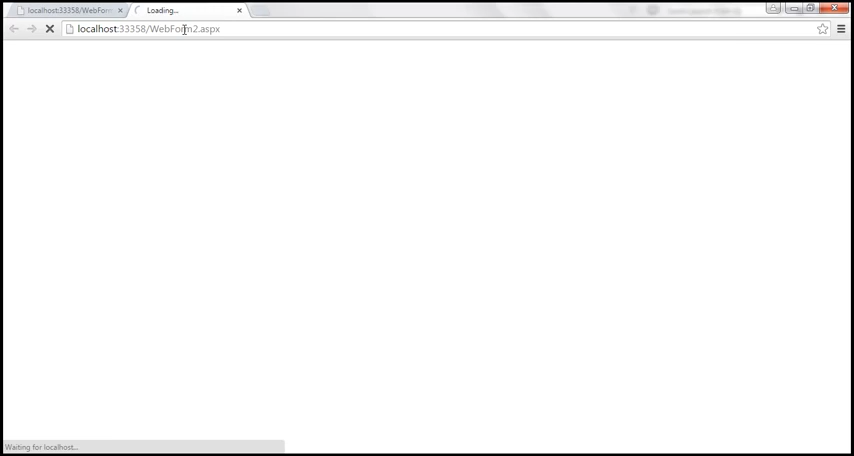 localhost:33358/WebForm
Loading...
localhost:33358/WebForm2.aspx
Waiting for localhost...